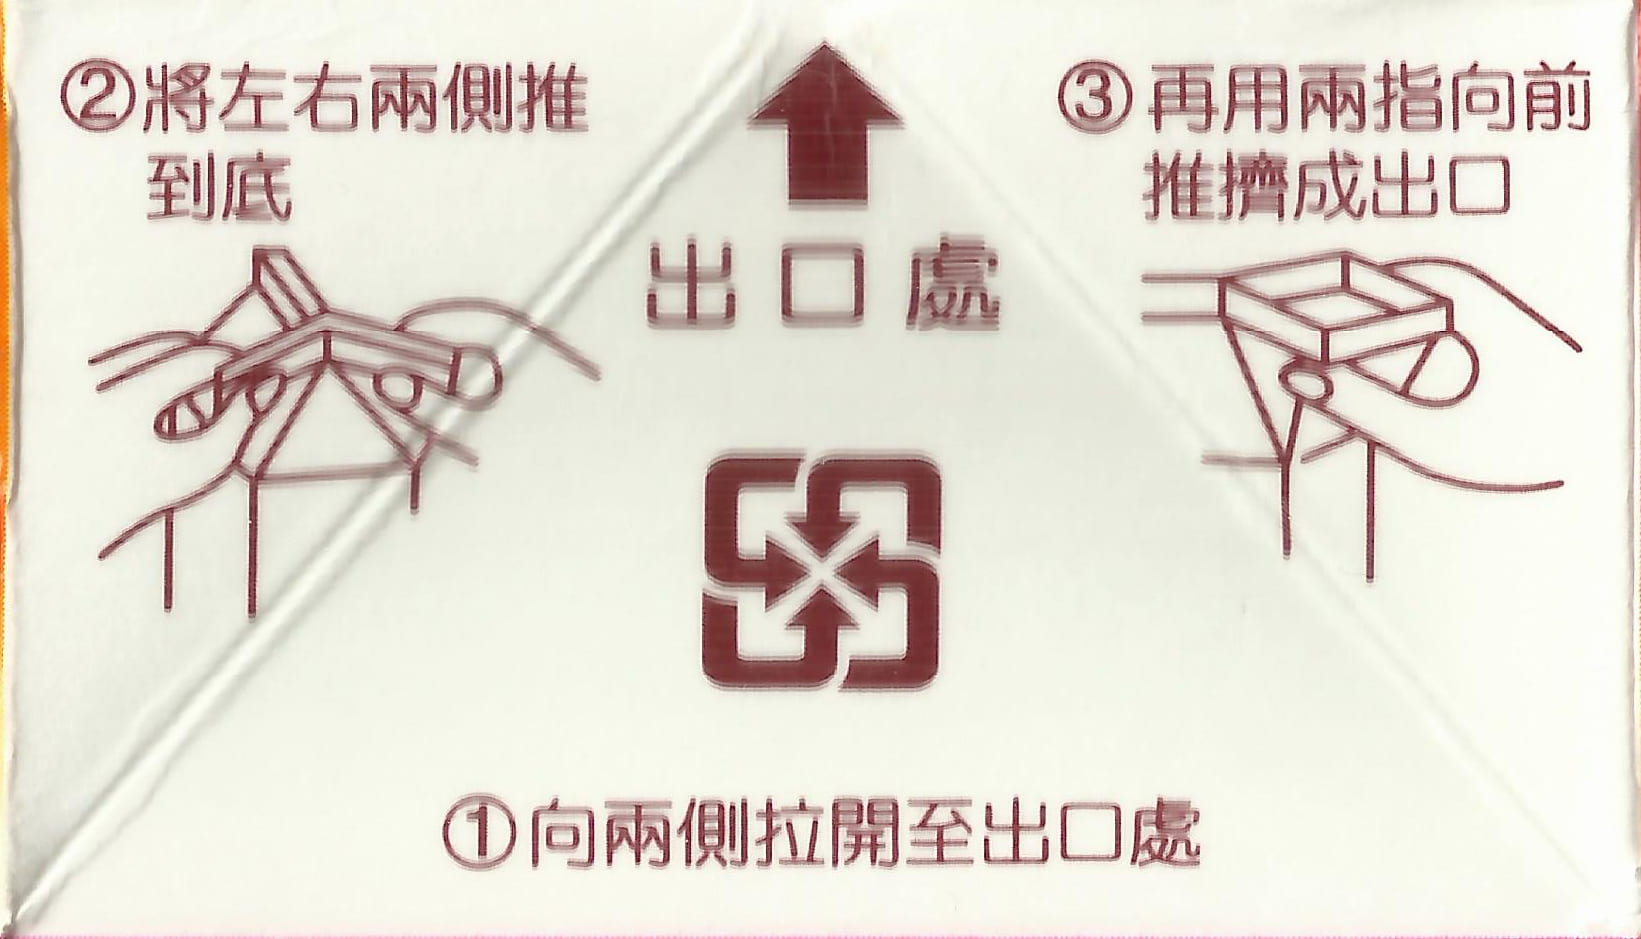 ②將左右兩側推
到底
③再用兩指向前
推擠成出口
出口處
①向兩側拉開至出口處